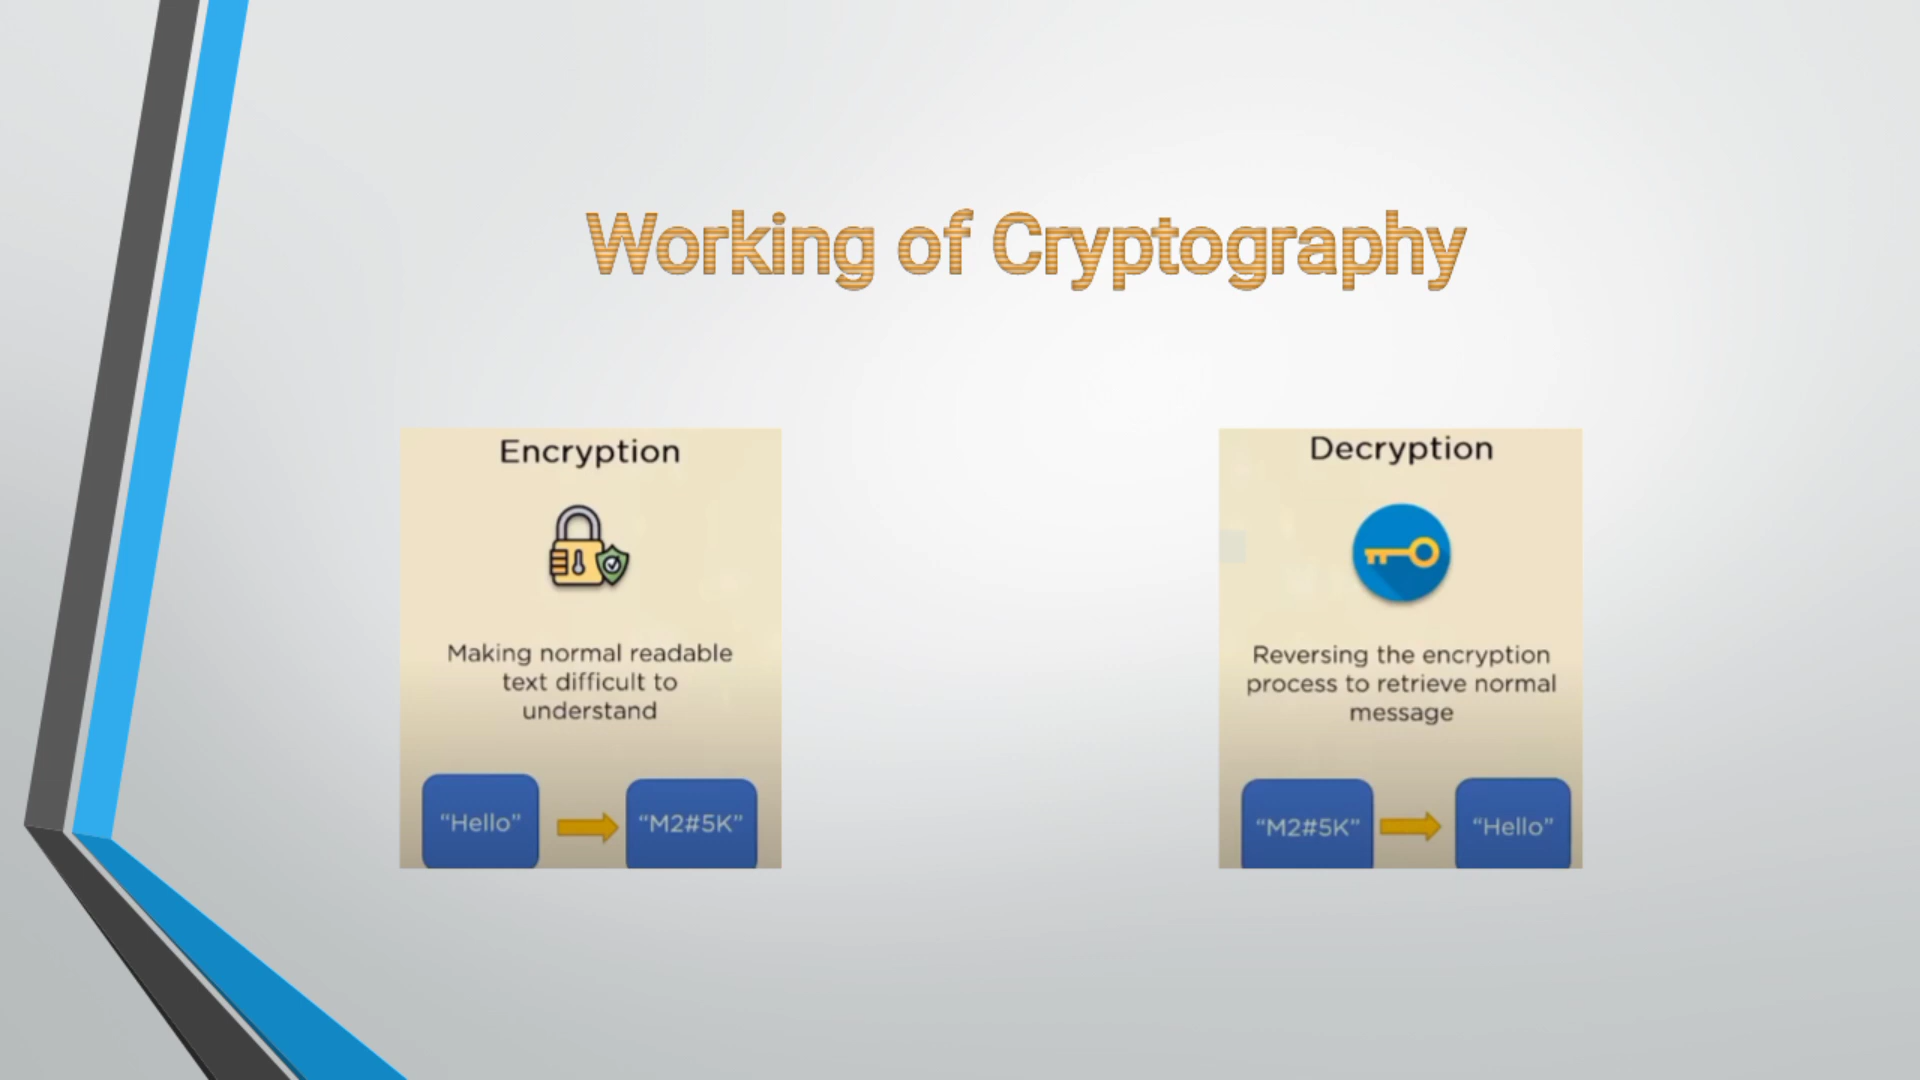 Working of Cryptography
Encryption
Making normal readable
text difficult to
understand
“Hello”
“M2#5K”
Decryption
Reversing the encryption
process to retrieve normal
message
“M2#5K”
“Hello”